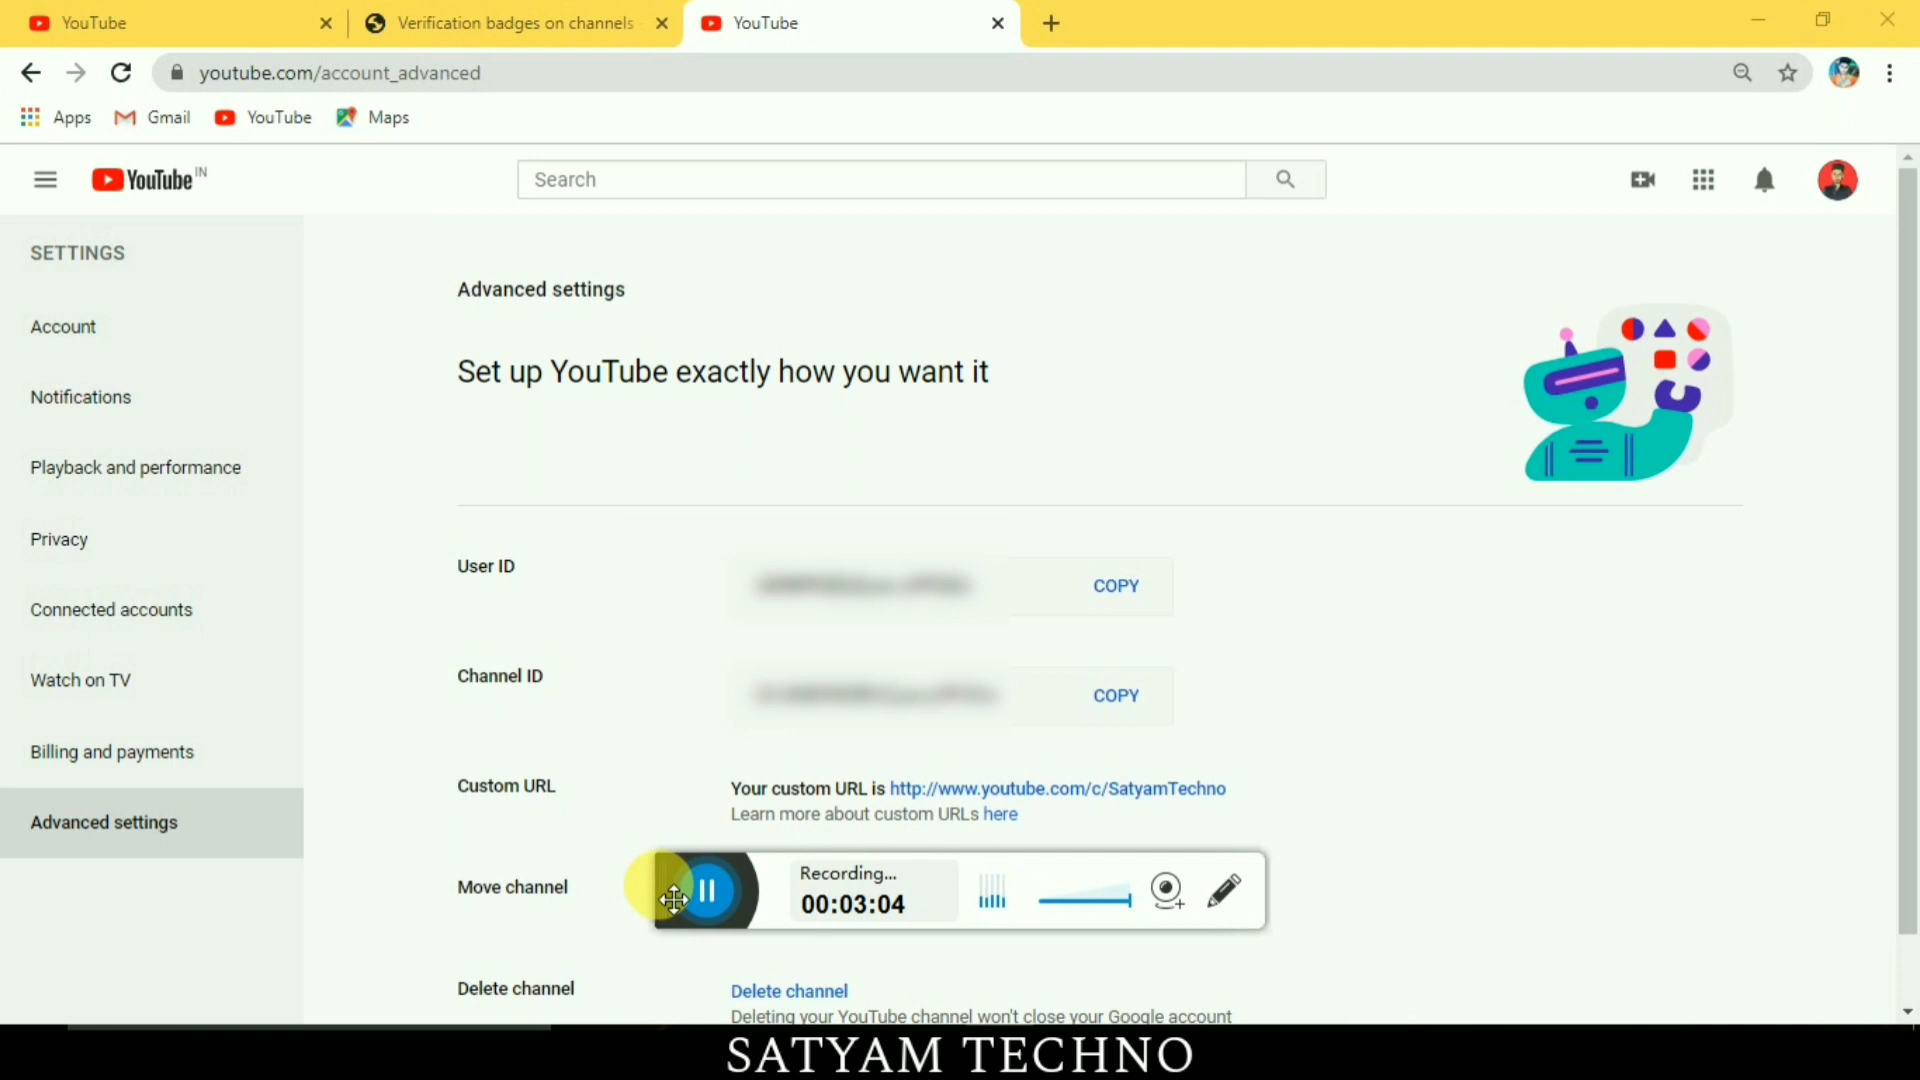 YouTube
Verification badges on channels
YouTube
youtube.com/account_advanced
Apps
Gmail
YouTube
Maps
YouTube IN
Search
SETTINGS
Account
Notifications
Playback and performance
Privacy
Connected accounts
Watch on TV
Billing and payments
Advanced settings
Advanced settings
Set up YouTube exactly how you want it
User ID
COPY
Channel ID
COPY
Custom URL
Your custom URL is http://www.youtube.com/c/SatyamTechno
Learn more about custom URLs here
Move channel
Recording...
00:03:04
Delete channel
Delete channel
Deleting your YouTube channel won't close your Google account
SATYAM TECHNO